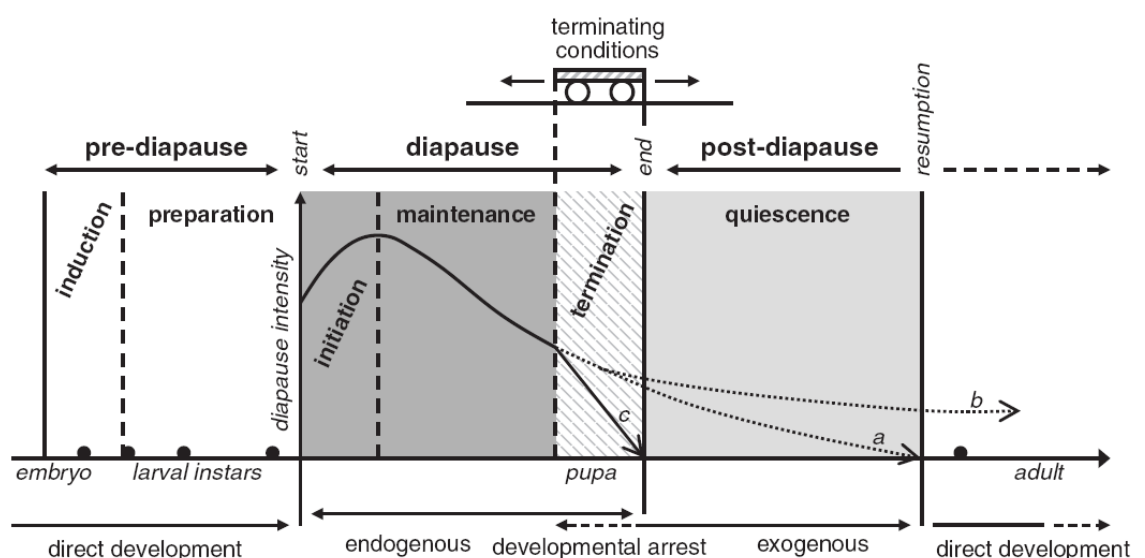 terminating
conditions
pre-diapause
start
diapause
end
post-diapause
resumption
induction
preparation
diapause intensity
initiation
maintenance
termination
quiescence
c
a
b
embryo
larval instars
pupa
adult
direct development
endogenous
developmental arrest
exogenous
direct development